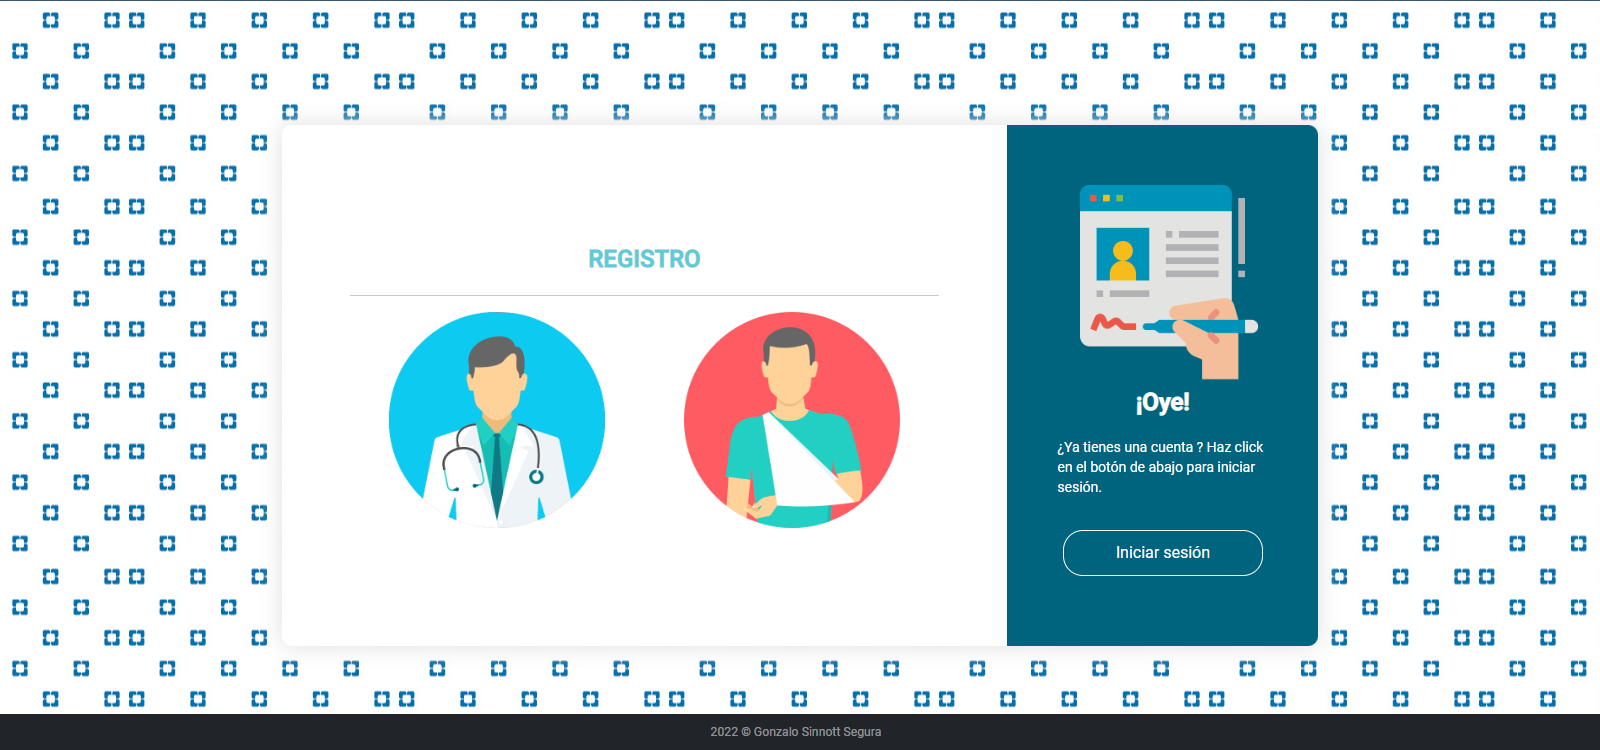 REGISTRO
¡Oye!
¿Ya tienes una cuenta ? Haz click
en el botón de abajo para iniciar
sesión.
Iniciar sesión
2022 © Gonzalo Sinnott Segura